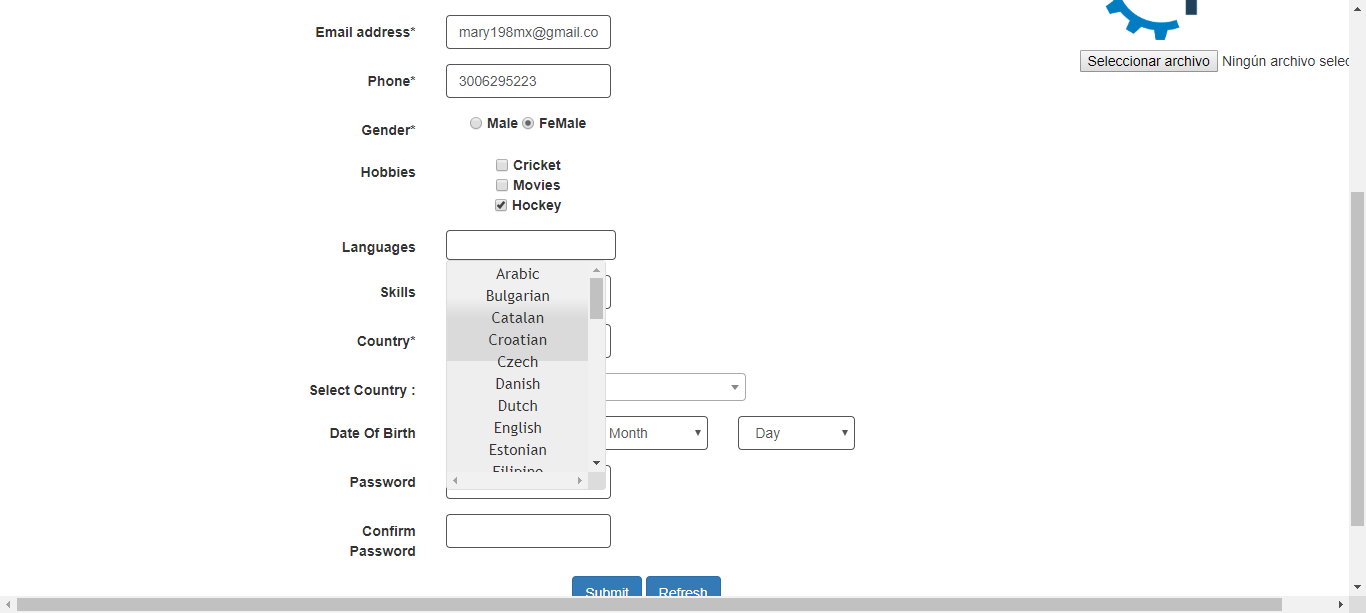 Email address* mary198mx@gmail.co
Seleccionar archivo Ningún archivo selec
Phone* 3006295223
Gender* Male FeMale
Hobbies
Cricket
Movies
Hockey
Languages
Arabic
Skills
Bulgarian
Catalan
Country*
Croatian
Czech
Select Country :
Danish
Dutch
Date Of Birth
English
Month
Day
Estonian
Filipino
Password
Confirm
Password
Submit Refresh